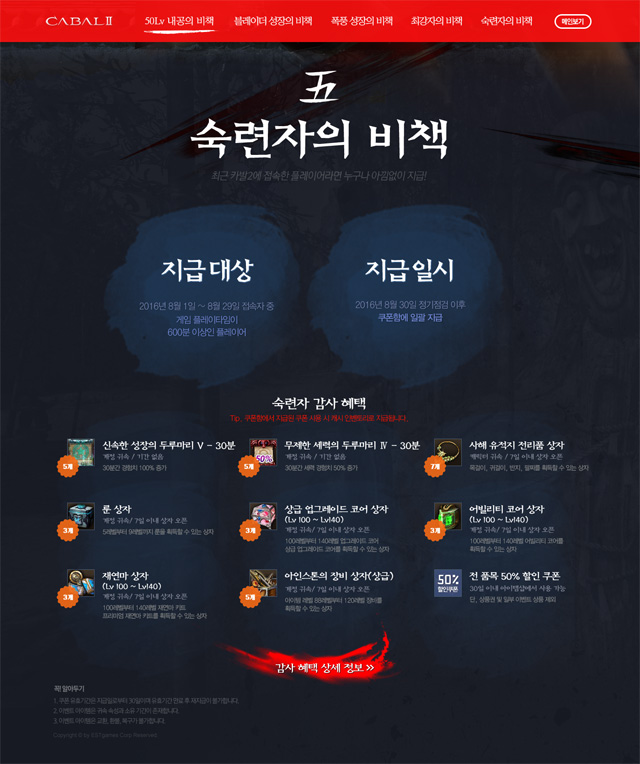 CABAL II
50Lv 내공의 비책
블레이더 성장의 비책
폭풍 성장의 비책
최강자의 비책
숙련자의 비책
메인보기
五
숙련자의 비책
최근 카발2에 접속한 플레이어라면 누구나 아낌없이 지급!
지급 대상
2016년 8월 1일 ~ 8월 29일 접속자 중
게임 플레이타임이
600분 이상인 플레이어
지급 일시
2016년 8월 30일 정기점검 이후
쿠폰함에 일괄 지급
숙련자 감사 혜택
Tip. 쿠폰함에서 지급된 쿠폰 사용 시 캐시 인벤토리로 지급됩니다.
5개
신속한 성장의 두루마리 V - 30분
계정 귀속 / 기간 없음
30분간 경험치 100% 증가
50%
5개
무제한 세력의 두루마리 IV - 30분
계정 귀속 / 기간 없음
30분간 세력 경험치 50% 증가
7개
사해 유적지 전리품 상자
캐릭터 귀속 / 7일 이내 상자 오픈
목걸이, 귀걸이, 반지, 팔찌를 획득할 수 있는 상자
3개
룬 상자
계정 귀속/ 7일 이내 상자 오픈
5레벨부터 9레벨까지 룬을 획득할 수 있는 상자
3개
상급 업그레이드 코어 상자
(Lv 100 ~ Lv140)
계정 귀속/ 7일 이내 상자 오픈
100레벨부터 140레벨 업그레이드 코어
상급 업그레이드 코어를 획득할 수 있는 상자
3개
어빌리티 코어 상자
(Lv 100 ~ Lv140)
계정 귀속/ 7일 이내 상자 오픈
100레벨부터 140레벨 어빌리티 코어를
획득할 수 있는 상자
3개
재연마 상자
(Lv 100 ~ Lv140)
계정 귀속/ 7일 이내 상자 오픈
100레벨부터 140레벨 재연마 키트
프리미엄 재연마 키트를 획득할 수 있는 상자
5개
아인스톤의 장비 상자(상급)
계정 귀속/ 7일 이내 상자 오픈
아이템 레벨 88레벨부터 120레벨 장비를
획득할 수 있는 상자
50%
할인쿠폰
전 품목 50% 할인 쿠폰
30일 이내 아이템샵에서 사용 가능
단, 상품권 및 일부 이벤트 상품 제외
감사 혜택 상세 정보 »
꼭! 알아두기
1. 쿠폰 유효기간은 지급일로부터 30일이며 유효기간 만료 후 재지급이 불가합니다.
2. 이벤트 아이템은 귀속 속성과 소유 기간이 존재합니다.
3. 이벤트 아이템은 교환, 환불, 복구가 불가합니다.
Copyright © by ESTgames Corp. Reserved.